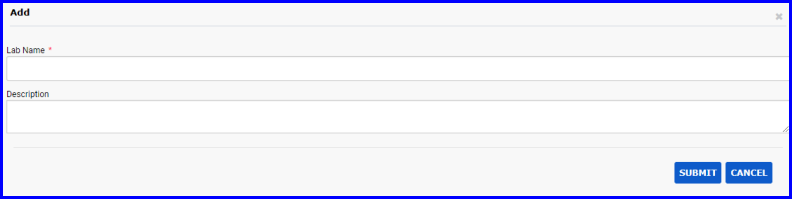 Add
Lab Name *
Description
SUBMIT CANCEL